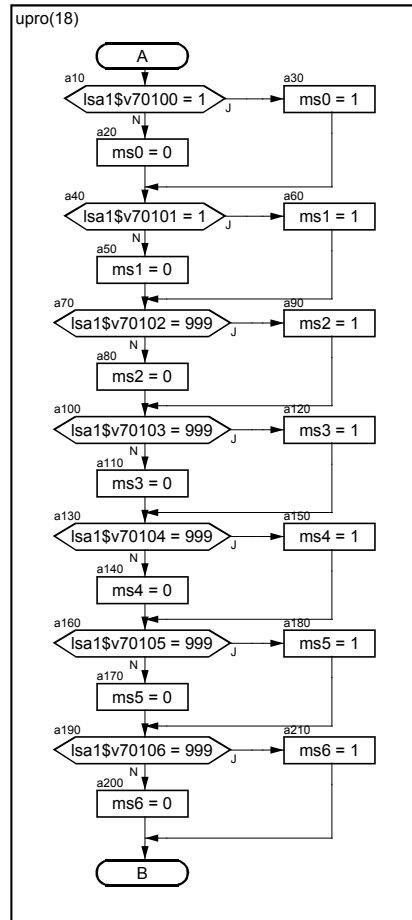 upro(18)
A
a10
lsa1$v70100 = 1
J
N
a30
ms0 = 1
a20
ms0 = 0
a40
lsa1$v70101 = 1
J
N
a60
ms1 = 1
a50
ms1 = 0
a70
lsa1$v70102 = 999
J
N
a90
ms2 = 1
a80
ms2 = 0
a100
lsa1$v70103 = 999
J
N
a120
ms3 = 1
a110
ms3 = 0
a130
lsa1$v70104 = 999
J
N
a150
ms4 = 1
a140
ms4 = 0
a160
lsa1$v70105 = 999
J
N
a180
ms5 = 1
a170
ms5 = 0
a190
lsa1$v70106 = 999
J
N
a210
ms6 = 1
a200
ms6 = 0
B